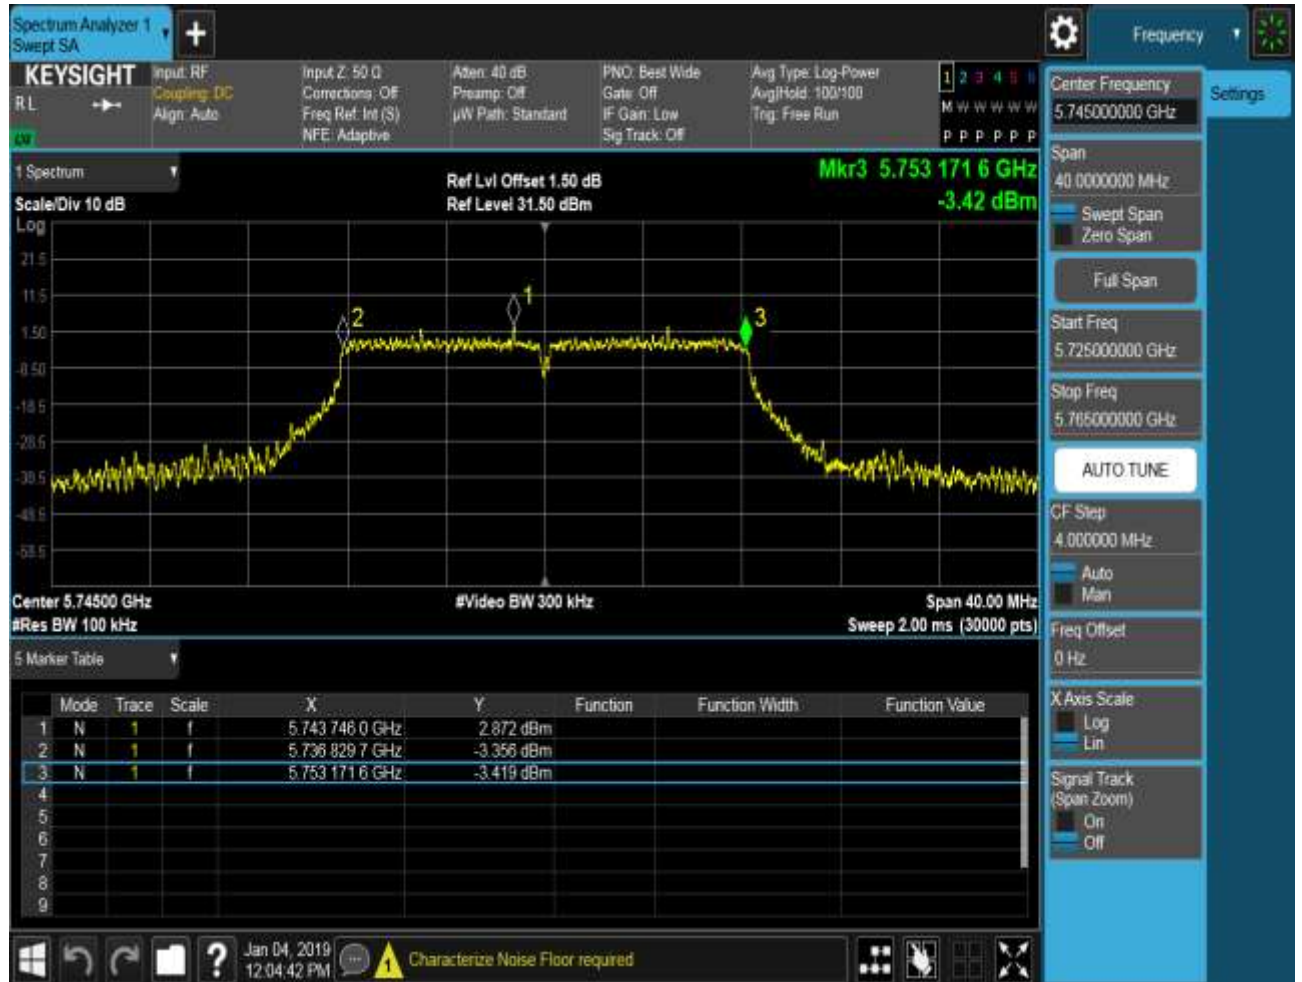 Spectrum Analyzer 1
Swept SA
+
Frequency
KEYSIGHT
RL
Input: RF
Coupling: DC
Align: Auto
Input Z: 50 Ω
Corrections: Off
Freq Ref: Int (S)
NFE: Adaptive
Atten: 40 dB
Preamp: Off
µW Path: Standard
PNO: Best Wide
Gate: Off
IF Gain: Low
Sig Track: Off
Avg Type: Log-Power
Avg|Hold: 100/100
Trig: Free Run
1 2 3 4 5 6
M W W W W W
P P P P P P
1 Spectrum
Scale/Div 10 dB
Ref Lvl Offset 1.50 dB
Ref Level 31.50 dBm
Mkr3 5.753 171 6 GHz
-3.42 dBm
Log
21.5
11.5
1.50
-8.50
-18.5
-28.5
-38.5
-48.5
-58.5
1
2
3
Center 5.74500 GHz
#Video BW 300 kHz
Span 40.00 MHz
#Res BW 100 kHz
Sweep 2.00 ms (30000 pts)
5 Marker Table
Mode Trace Scale X Y Function Function Width Function Value
1 N 1 f 5.743 746 0 GHz 2.872 dBm
2 N 1 f 5.736 829 7 GHz -3.356 dBm
3 N 1 f 5.753 171 6 GHz -3.419 dBm
4
5
6
7
8
9
Settings
Center Frequency
5.745000000 GHz
Span
40.0000000 MHz
Swept Span
Zero Span
Full Span
Start Freq
5.725000000 GHz
Stop Freq
5.765000000 GHz
AUTO TUNE
CF Step
4.000000 MHz
Auto
Man
Freq Offset
0 Hz
X Axis Scale
Log
Lin
Signal Track
(Span Zoom)
On
Off
?
Jan 04, 2019
12:04:42 PM
1
Characterize Noise Floor required